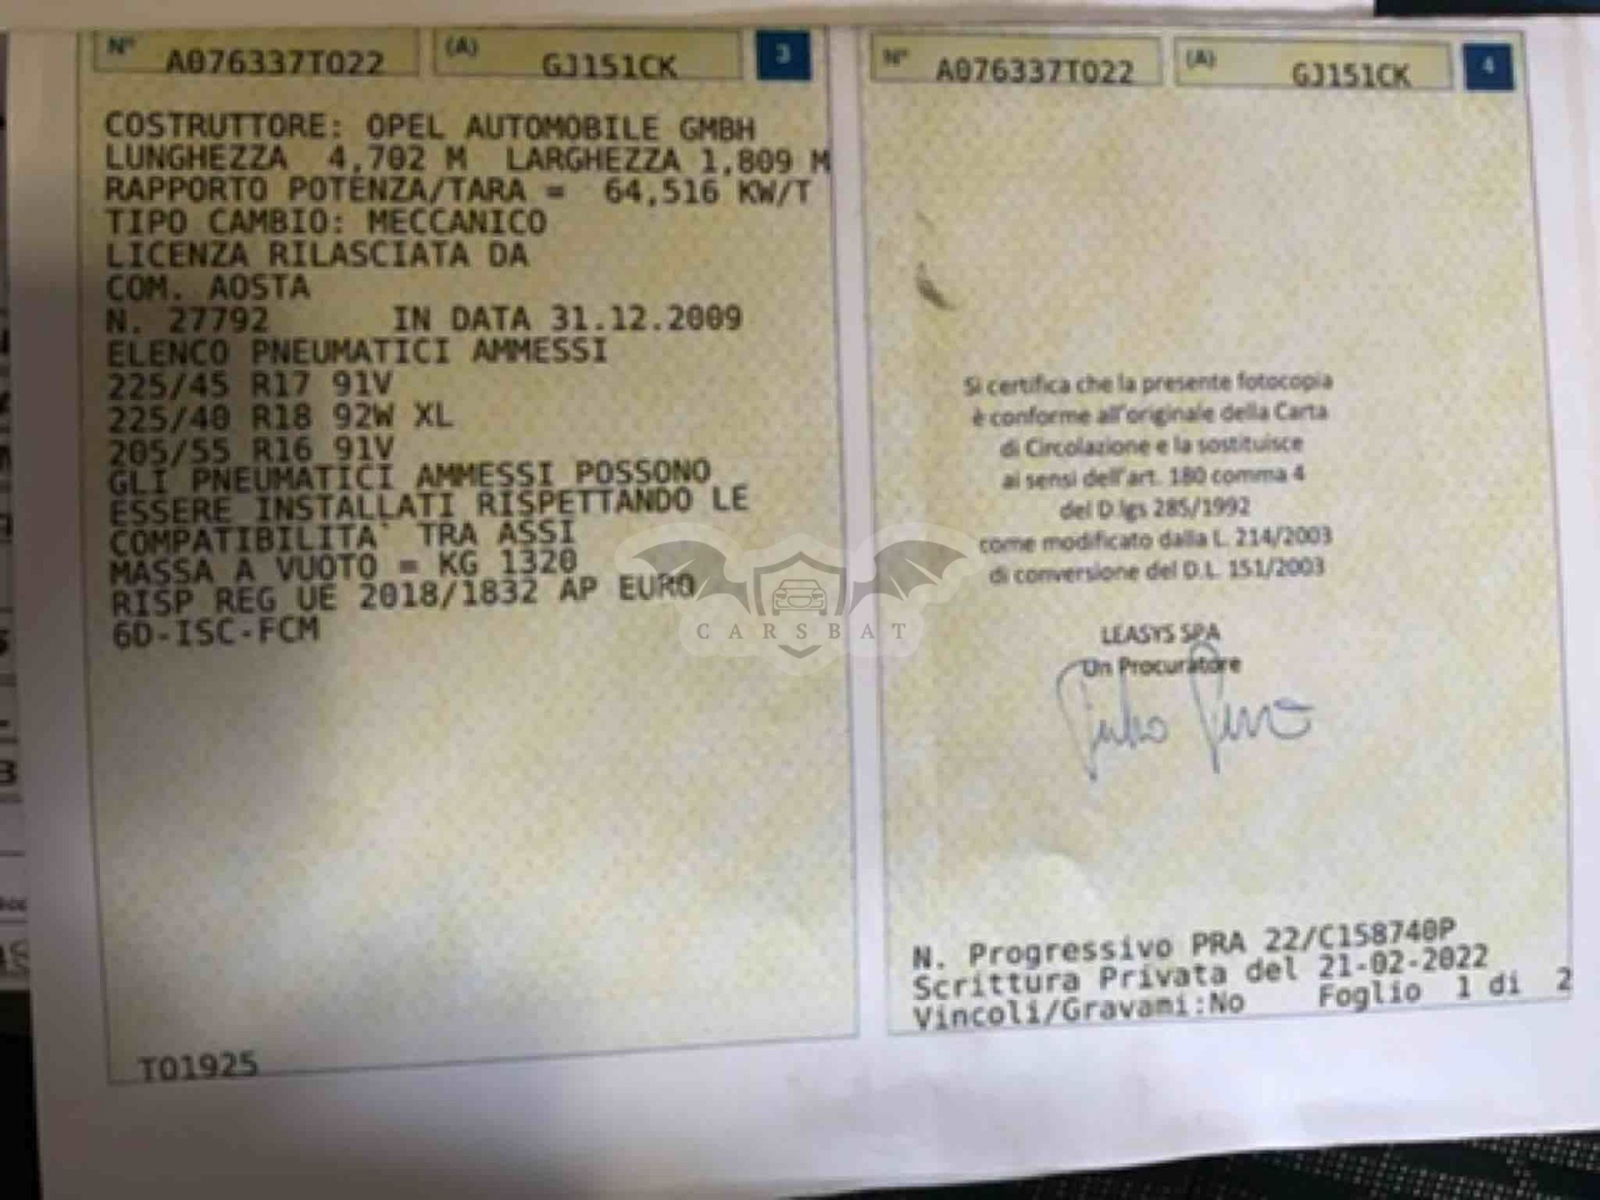 N° A076337TO22 (A) GJ151CK 3
COSTRUTTORE: OPEL AUTOMOBILE GMBH
LUNGHEZZA 4,702 M LARGHEZZA 1,809 M
RAPPORTO POTENZA/TARA = 64,516 KW/T
TIPO CAMBIO: MECCANICO
LICENZA RILASCIATA DA
COM. AOSTA
N. 27792 IN DATA 31.12.2009
ELENCO PNEUMATICI AMMESSI
225/45 R17 91V
225/40 R18 92W XL
205/55 R16 91V
GLI PNEUMATICI AMMESSI POSSONO
ESSERE INSTALLATI RISPETTANDO LE
COMPATIBILITA` TRA ASSI
MASSA A VUOTO = KG 1320
RISP REG UE 2018/1832 AP EURO
6D-ISC-FCM
TO1925
N° A076337TO22 (A) GJ151CK 4
Si certifica che la presente fotocopia
è conforme all'originale della Carta
di Circolazione e la sostituisce
ai sensi dell'art. 180 comma 4
del D.lgs 285/1992
come modificato dalla L. 214/2003
di conversione del D.L. 151/2003
LEASYS SPA
Un Procuratore
N. Progressivo PRA 22/C158740P
Scrittura Privata del 21-02-2022
Vincoli/Gravami:No Foglio 1 di 2
CARSBAT